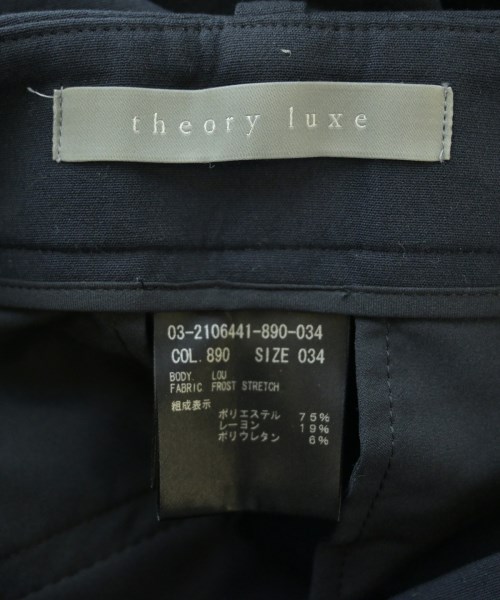 theory luxe
03-2106441-890-034
COL. 890 SIZE 034
BODY. LOU
FABRIC FROST STRETCH
組成表示
ポリエステル 75%
レーヨン 19%
ポリウレタン 6%